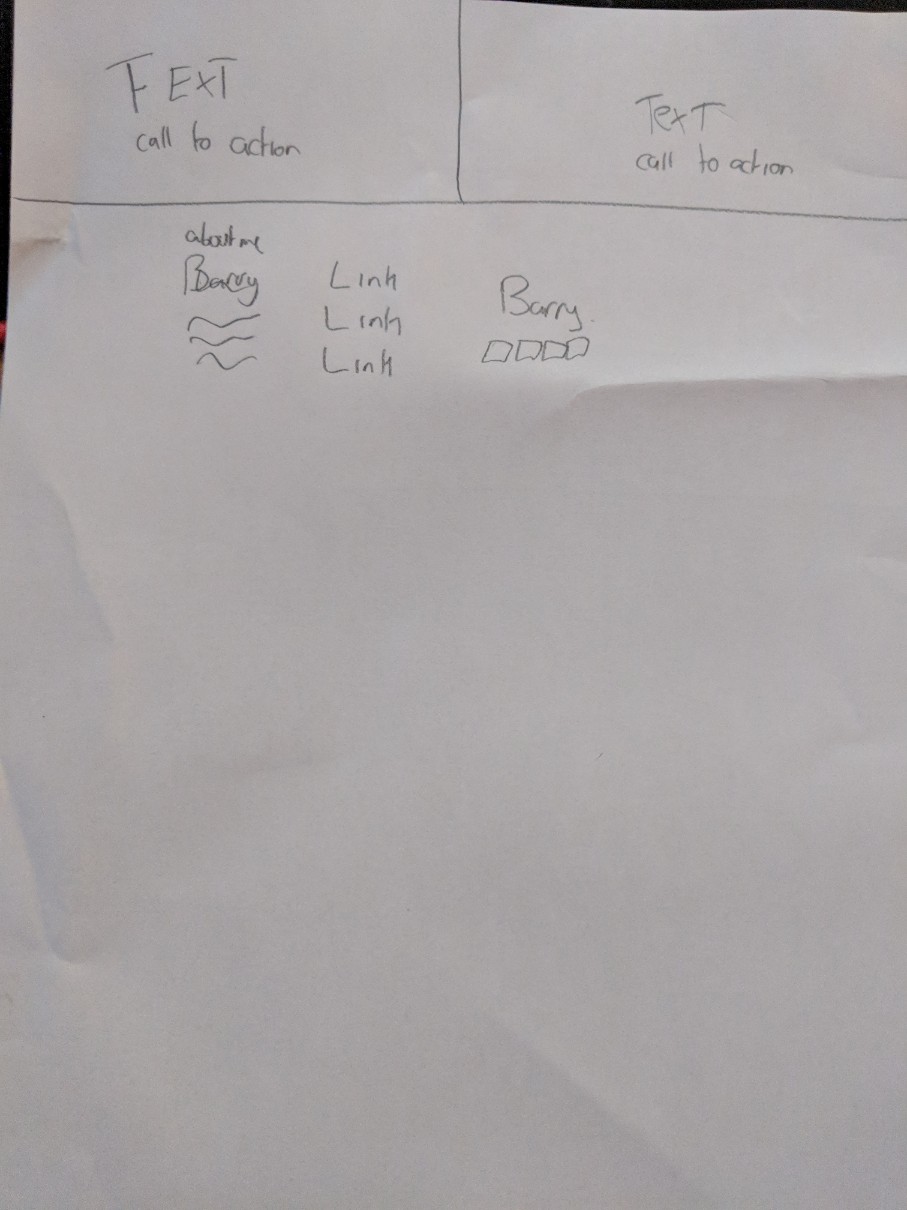 TEXT
call to action
Text
call to action
about me
Barry
Link
Link
Link
Barry.